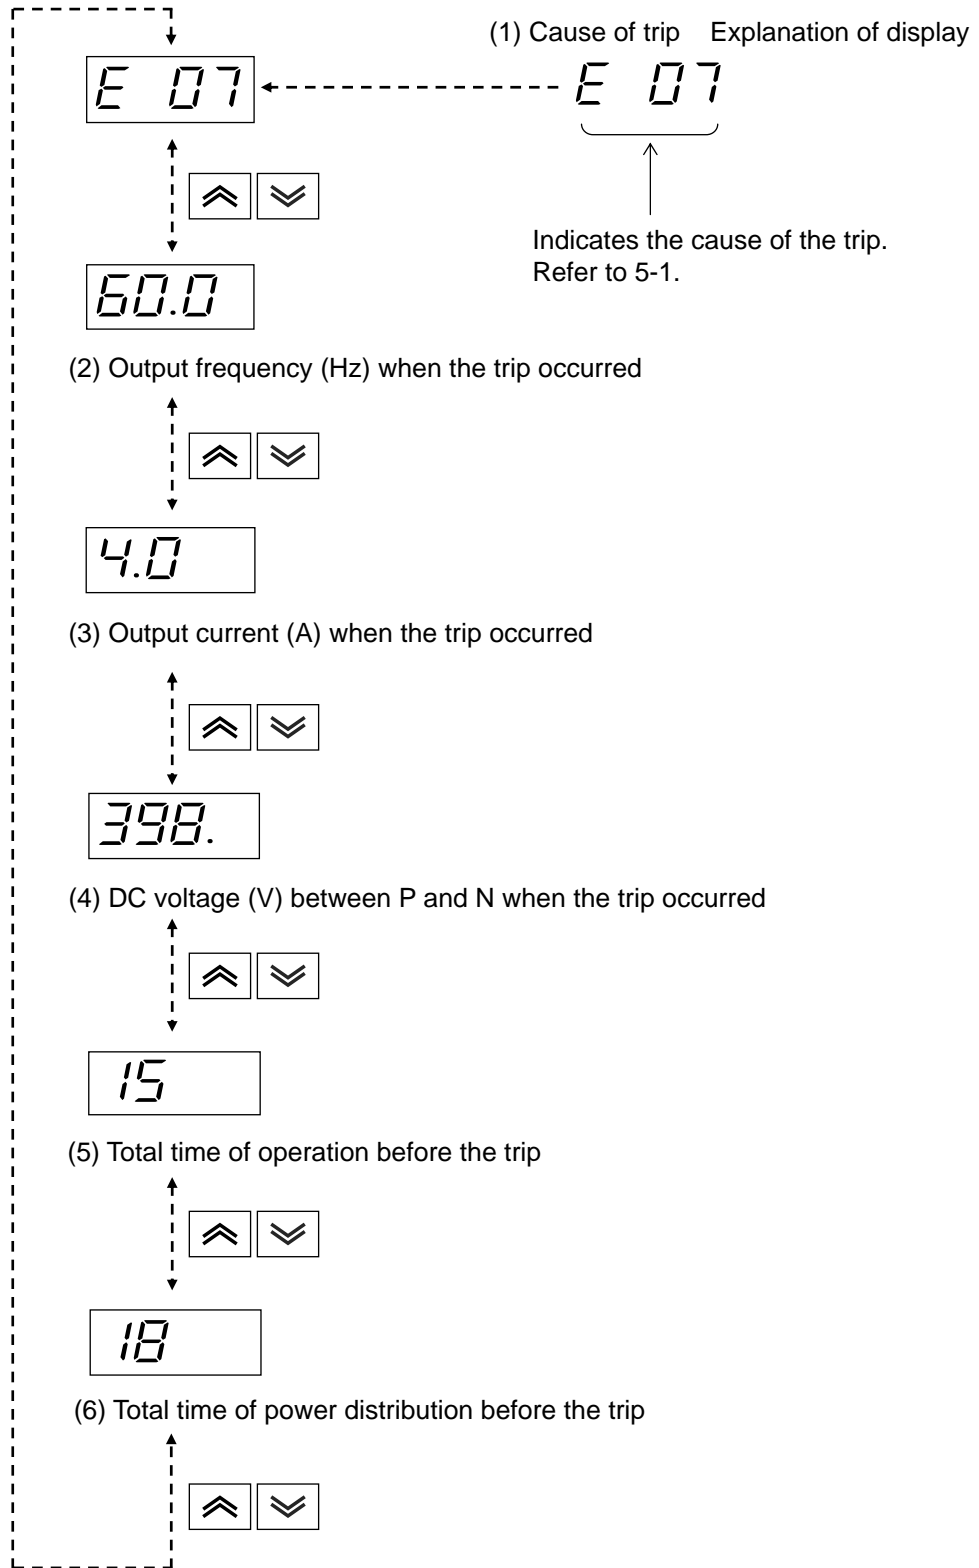 (1) Cause of trip Explanation of display
E 07 E 07
Indicates the cause of the trip.
Refer to 5-1.
60.0
(2) Output frequency (Hz) when the trip occurred
4.0
(3) Output current (A) when the trip occurred
398.
(4) DC voltage (V) between P and N when the trip occurred
15
(5) Total time of operation before the trip
18
(6) Total time of power distribution before the trip